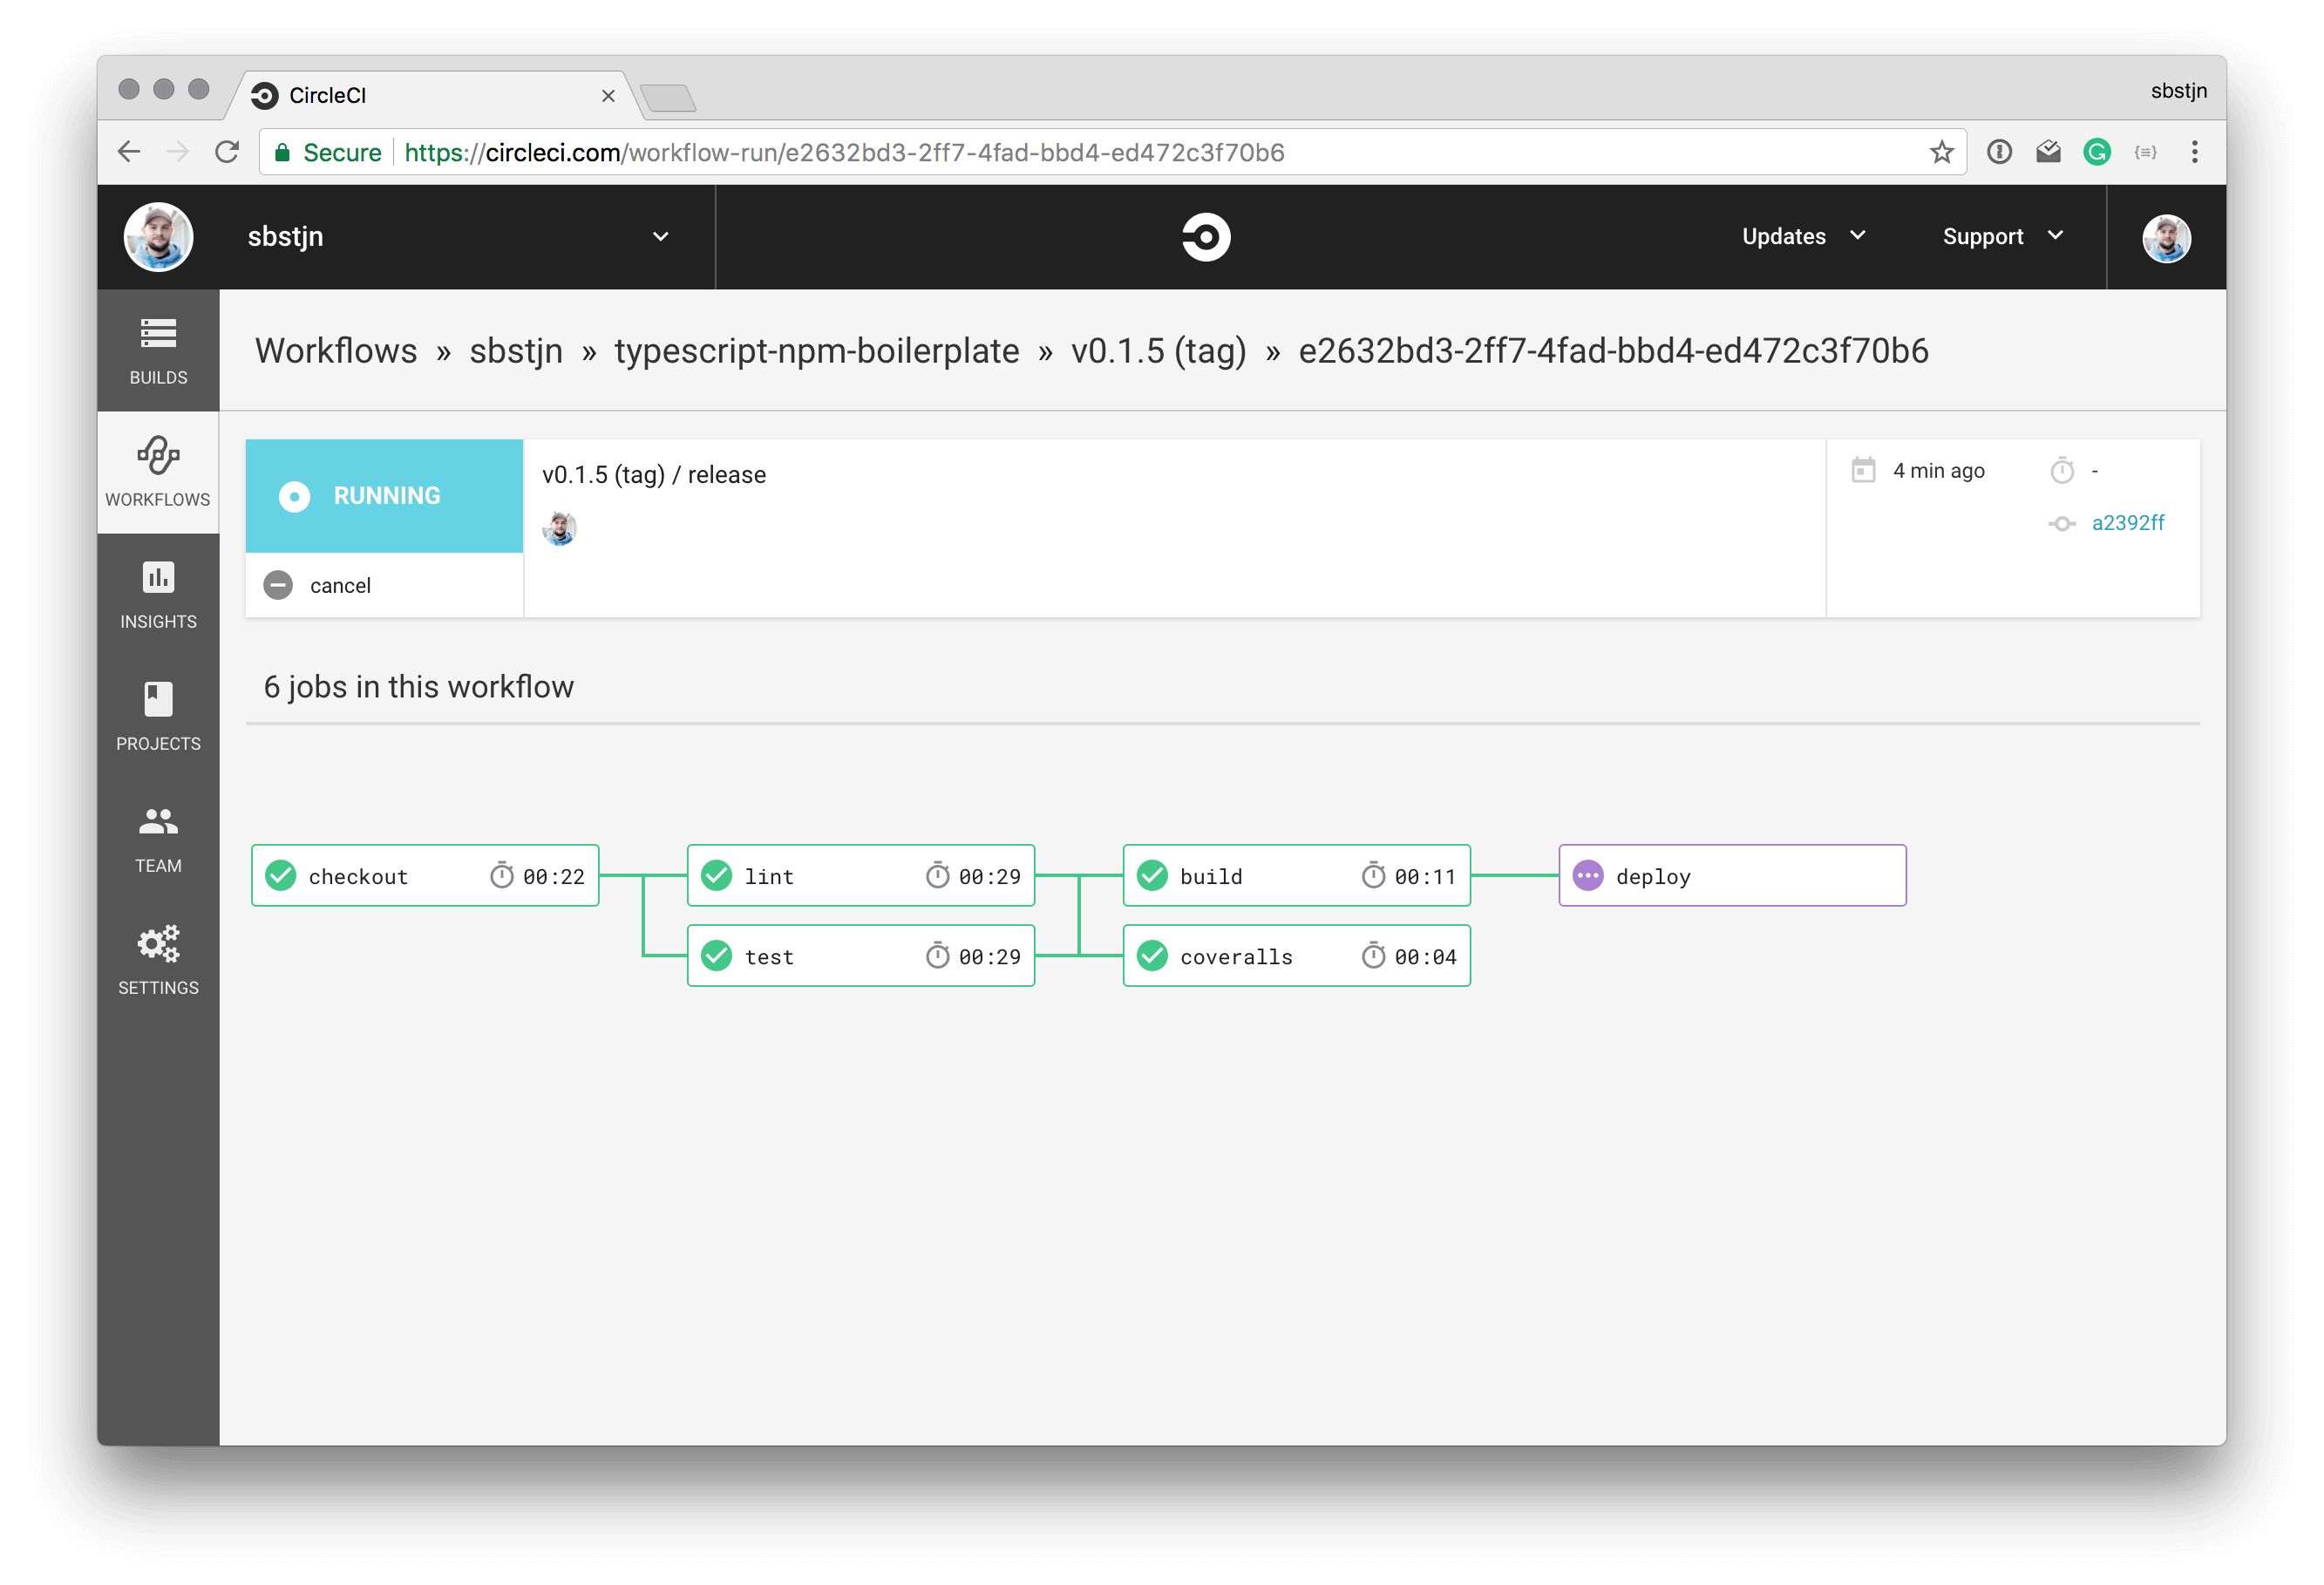 CircleCI
sbstjn
Secure https://circleci.com/workflow-run/e2632bd3-2ff7-4fad-bbd4-ed472c3f70b6
sbstjn
Updates
Support
BUILDS
WORKFLOWS
INSIGHTS
PROJECTS
TEAM
SETTINGS
Workflows » sbstjn » typescript-npm-boilerplate » v0.1.5 (tag) » e2632bd3-2ff7-4fad-bbd4-ed472c3f70b6
RUNNING
cancel
v0.1.5 (tag) / release
4 min ago
-
a2392ff
6 jobs in this workflow
checkout 00:22
lint 00:29
build 00:11
deploy
test 00:29
coveralls 00:04